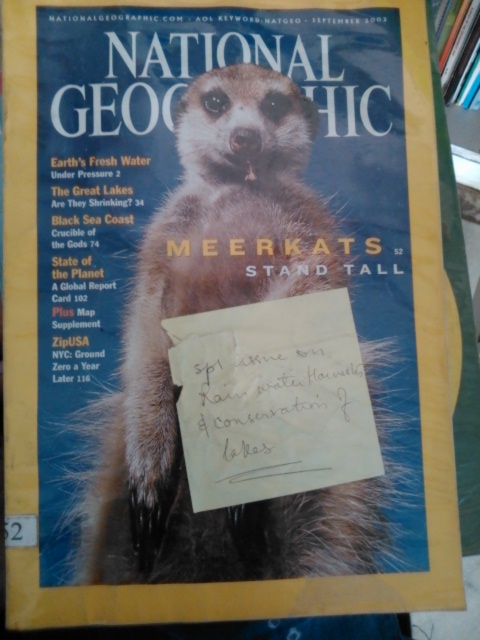 NATIONALGEOGRAPHIC.COM / AOL KEYWORD: NATGEO • SEPTEMBER 2002
NATIONAL
GEOGRAPHIC
Earth's Fresh Water
Under Pressure 2
The Great Lakes
Are They Shrinking? 34
Black Sea Coast
Crucible of
the Gods 74
State of
the Planet
A Global Report
Card 102
Plus Map
Supplement
ZipUSA
NYC: Ground
Zero a Year
Later 116
MEERKATS 52
STAND TALL
spl issue on
Rain water Harvesting
& conservation of
lakes
52